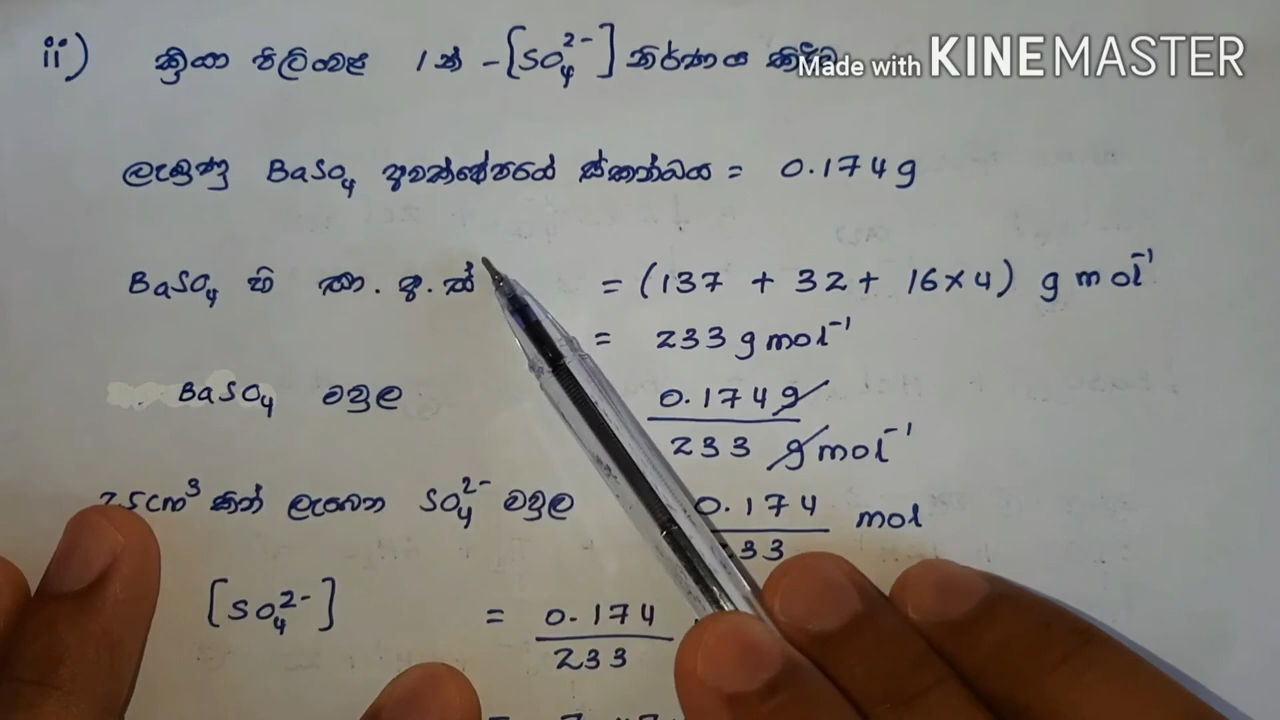 ii) ක්‍රියා පිලිවෙළ 1න් - [SO₄²⁻] නිර්ණය කිරීම
Made with KINEMASTER
ලැබුණු BaSO₄ අවක්ශේපයේ ස්කන්ධය = 0.174g
BaSO₄ හි සා. අ. ස් = (137 + 32 + 16×4) g mol⁻¹
= 233 g mol⁻¹
BaSO₄ මවුල 0.174g
233 g mol⁻¹
25cm³ කින් ලැබෙන SO₄²⁻ මවුල 0.174 mol
33
[SO₄²⁻] = 0.174
233